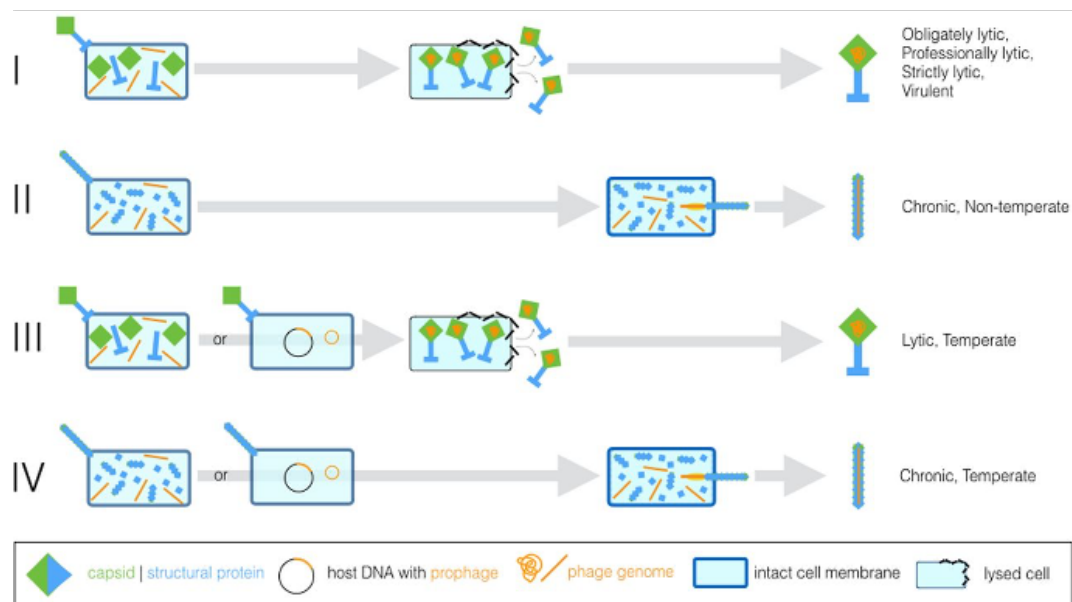 I
Obligately lytic,
Professionally lytic,
Strictly lytic,
Virulent
II
Chronic, Non-temperate
III
or
Lytic, Temperate
IV
or
Chronic, Temperate
capsid | structural protein
host DNA with prophage
phage genome
intact cell membrane
lysed cell